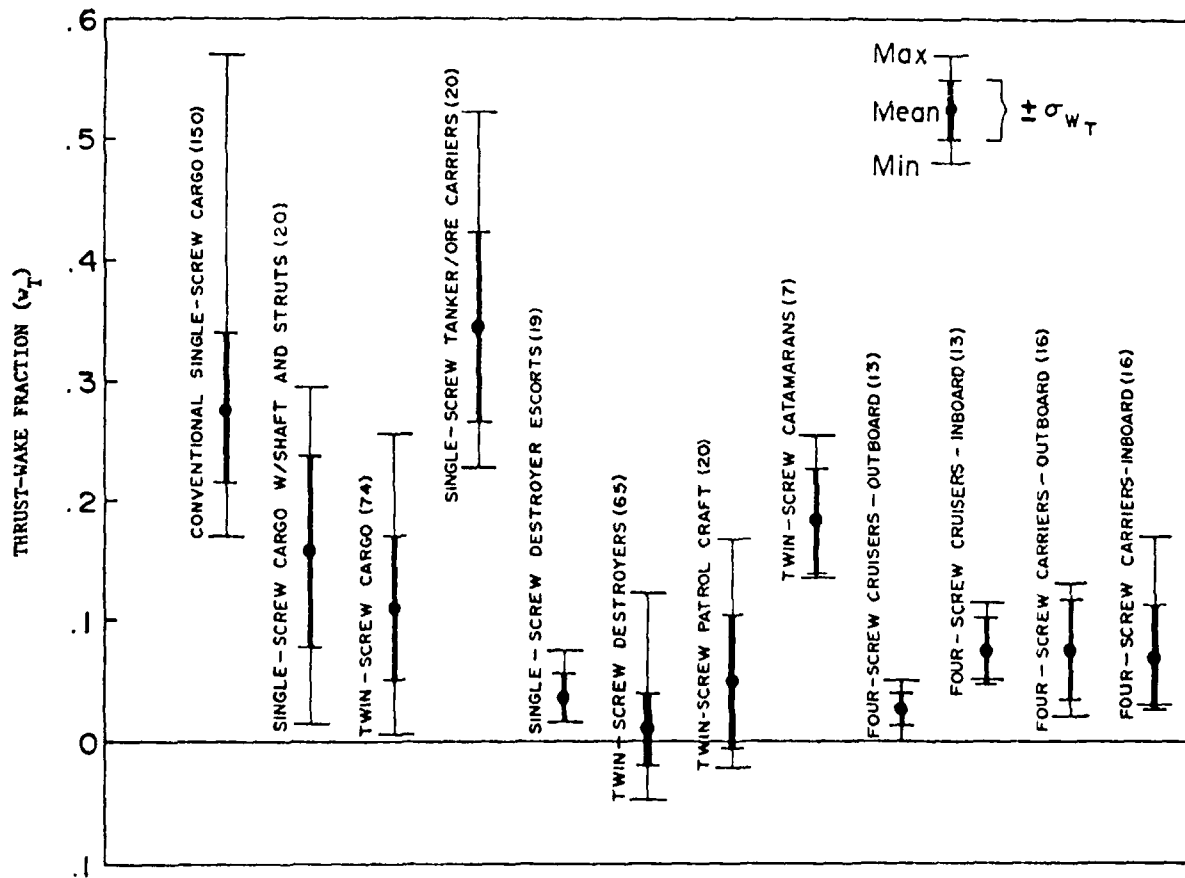 THRUST-WAKE FRACTION (wT)
.6
.5
.4
.3
.2
.1
0
.1
CONVENTIONAL SINGLE-SCREW CARGO (150)
SINGLE-SCREW CARGO W/SHAFT AND STRUTS (20)
TWIN-SCREW CARGO (74)
SINGLE-SCREW TANKER/ORE CARRIERS (20)
SINGLE-SCREW DESTROYER ESCORTS (19)
TWIN-SCREW DESTROYERS (65)
TWIN-SCREW PATROL CRAFT (20)
TWIN-SCREW CATAMARANS (7)
FOUR-SCREW CRUISERS-OUTBOARD (13)
FOUR-SCREW CRUISERS-INBOARD (13)
FOUR-SCREW CARRIERS-OUTBOARD (16)
FOUR-SCREW CARRIERS-INBOARD (16)
Max
Mean
± σWT
Min